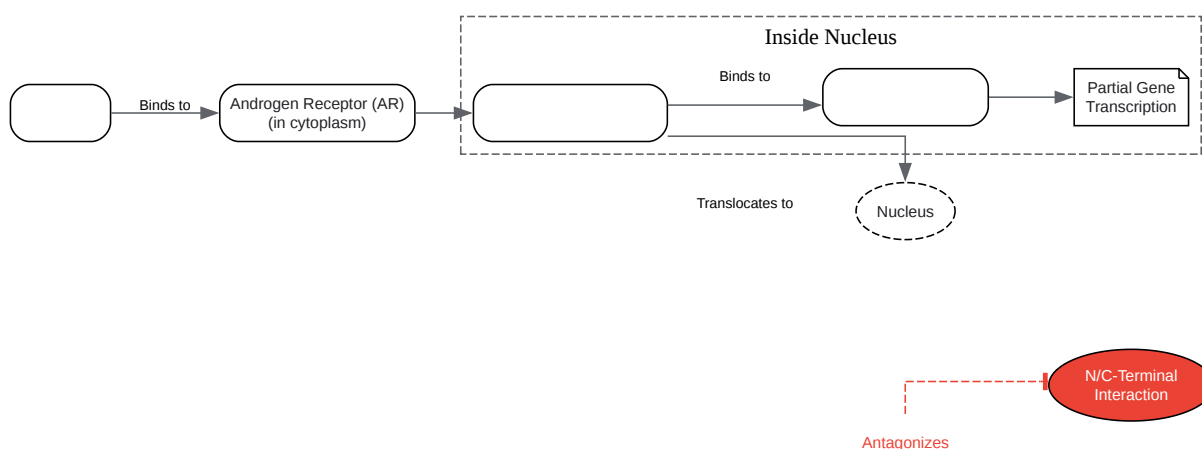 Inside Nucleus
Binds to
Androgen Receptor (AR)
(in cytoplasm)
Binds to
Partial Gene
Transcription
Translocates to
Nucleus
N/C-Terminal
Interaction
Antagonizes